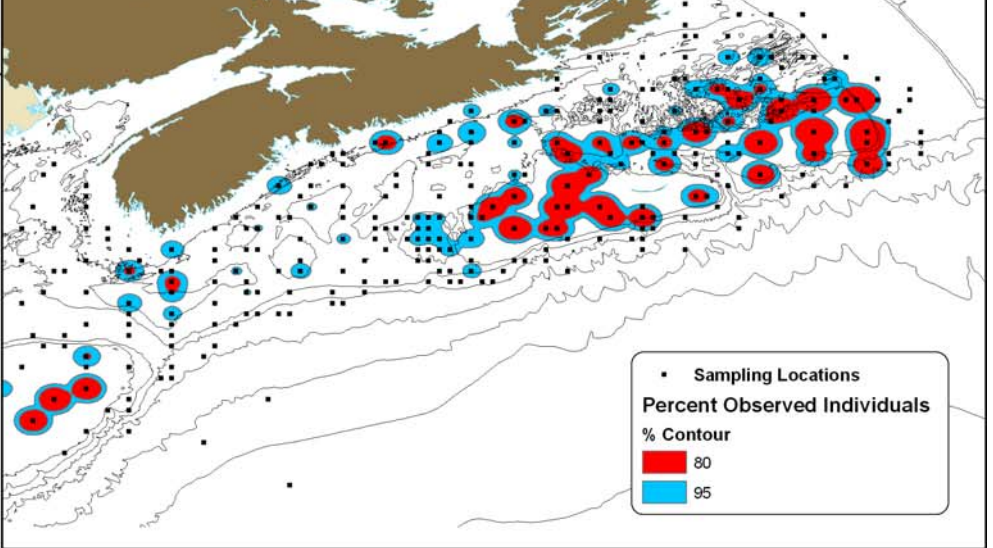 Sampling Locations
Percent Observed Individuals
% Contour
80
95